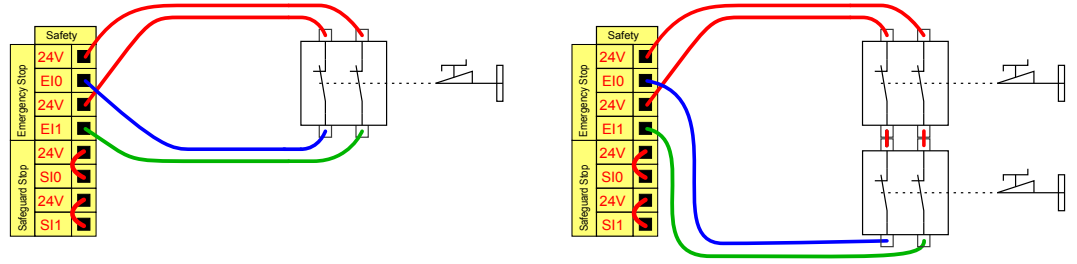 Safety
Emergency Stop
24V
EI0
24V
EI1
Safeguard Stop
24V
SI0
24V
SI1
Safety
Emergency Stop
24V
EI0
24V
EI1
Safeguard Stop
24V
SI0
24V
SI1